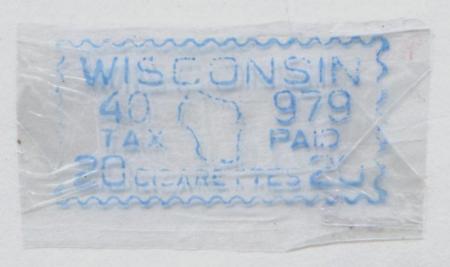 WISCONSIN
40 979
TAX PAID
20 CIGARETTES 20